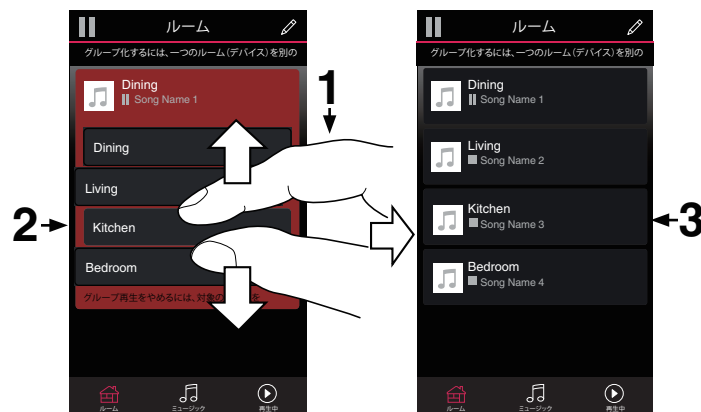 ルーム
グループ化するには、一つのルーム(デバイス)を別の
Dining
Song Name 1
Dining
Living
Kitchen
Bedroom
グループ再生をやめるには、対象の
を
ルーム
ミュージック
再生中
1
2
ルーム
グループ化するには、一つのルーム(デバイス)を別の
Dining
Song Name 1
Living
Song Name 2
Kitchen
Song Name 3
Bedroom
Song Name 4
ルーム
ミュージック
再生中
3